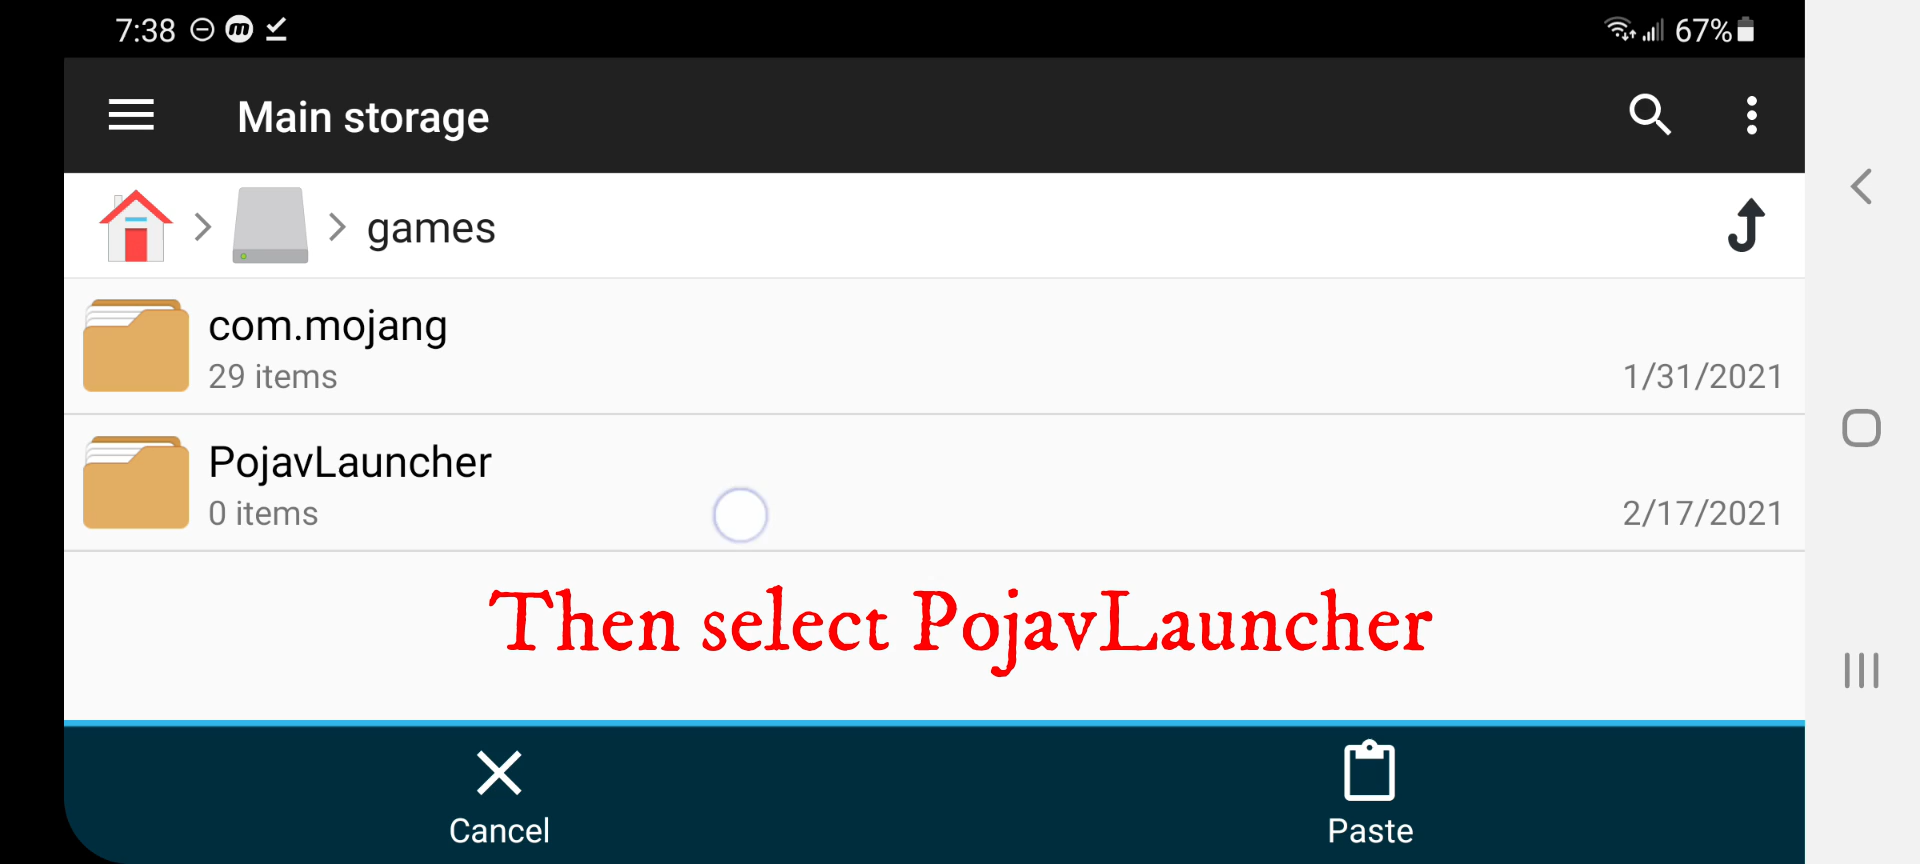 7:38
67%
Main storage
games
com.mojang
29 items
1/31/2021
PojavLauncher
0 items
2/17/2021
Then select PojavLauncher
Cancel
Paste